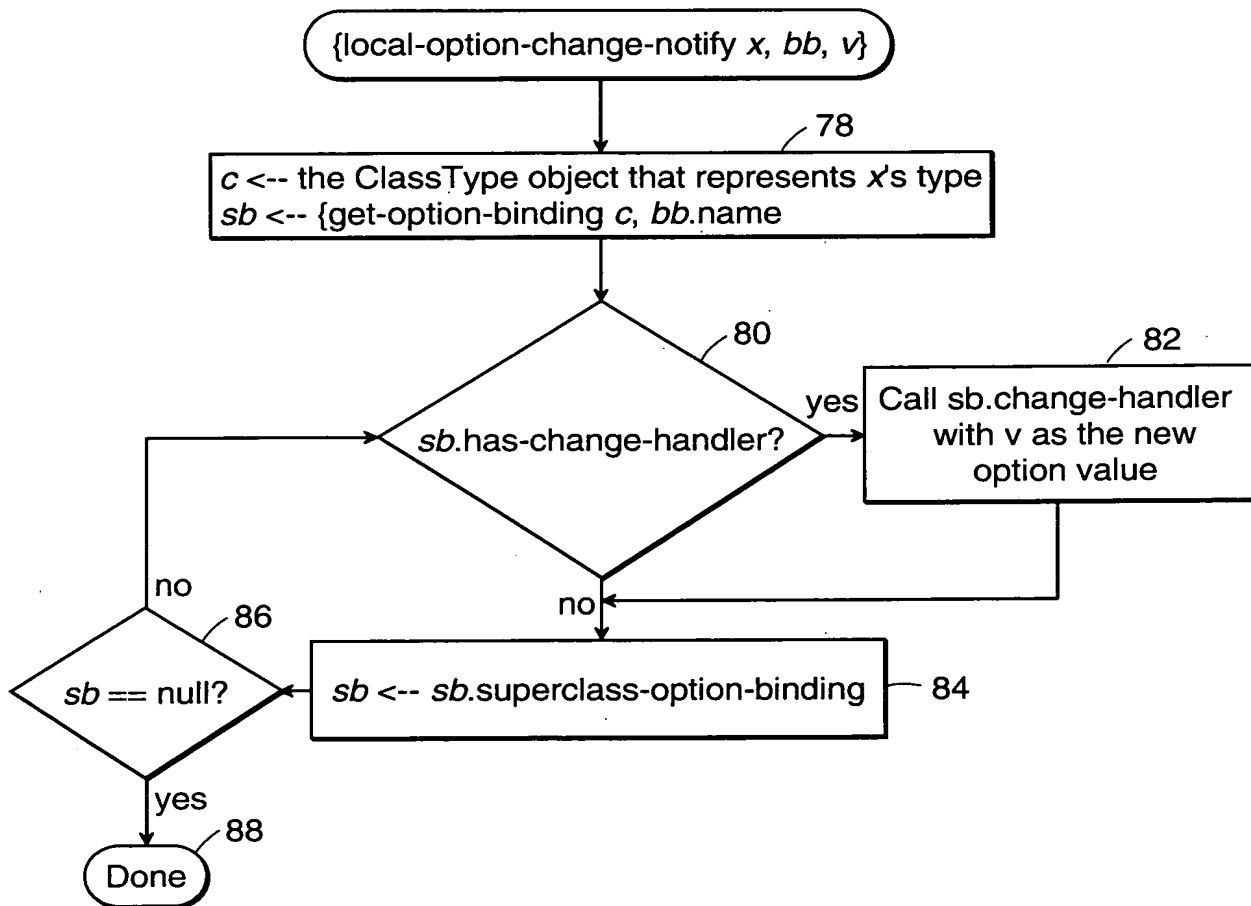 {local-option-change-notify x, bb, v}
78
c <-- the ClassType object that represents x's type
sb <-- {get-option-binding c, bb.name
80
sb.has-change-handler?
yes
82
Call sb.change-handler
with v as the new
option value
no
no
86
sb == null?
sb <-- sb.superclass-option-binding
84
yes
88
Done